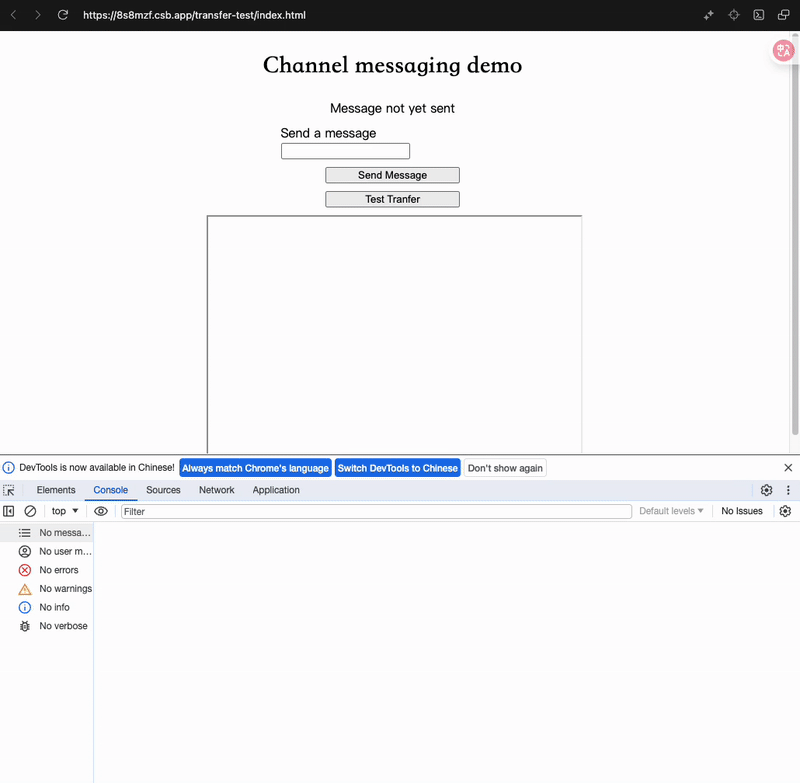 https://8s8mzf.csb.app/transfer-test/index.html
Channel messaging demo
Message not yet sent
Send a message
Send Message
Test Tranfer
DevTools is now available in Chinese! Always match Chrome's language Switch DevTools to Chinese Don't show again
Elements Console Sources Network Application
top Filter Default levels No Issues
No messa...
No user m...
No errors
No warnings
No info
No verbose